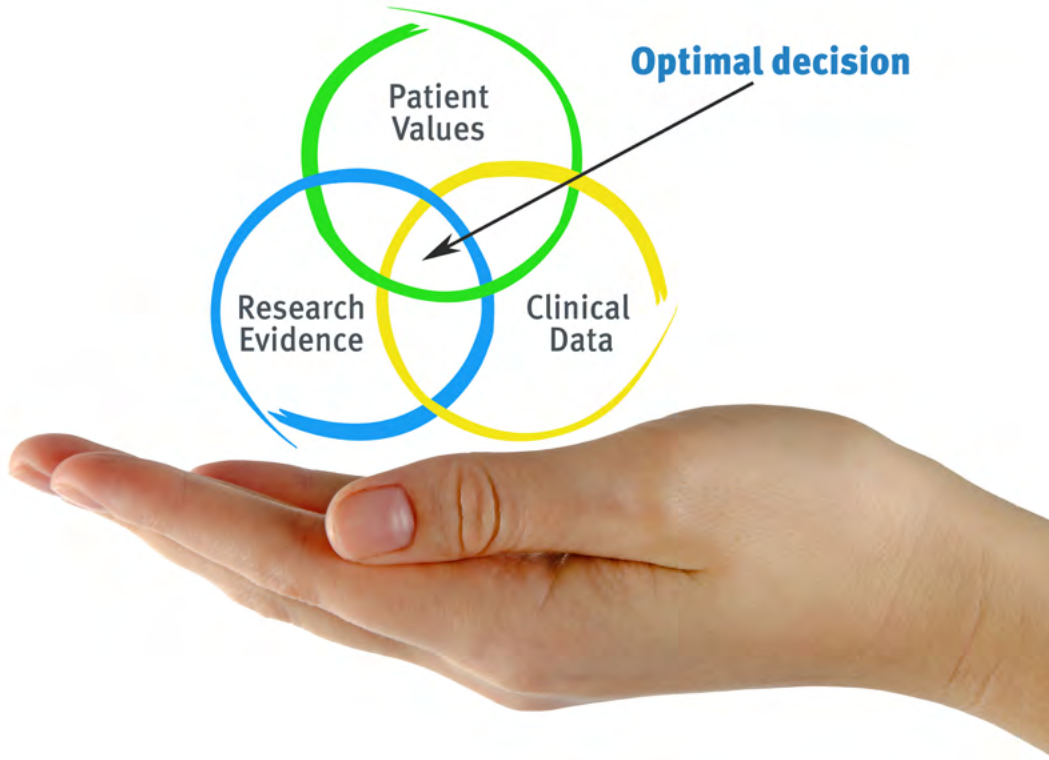 Optimal decision
Patient
Values
Research
Evidence
Clinical
Data